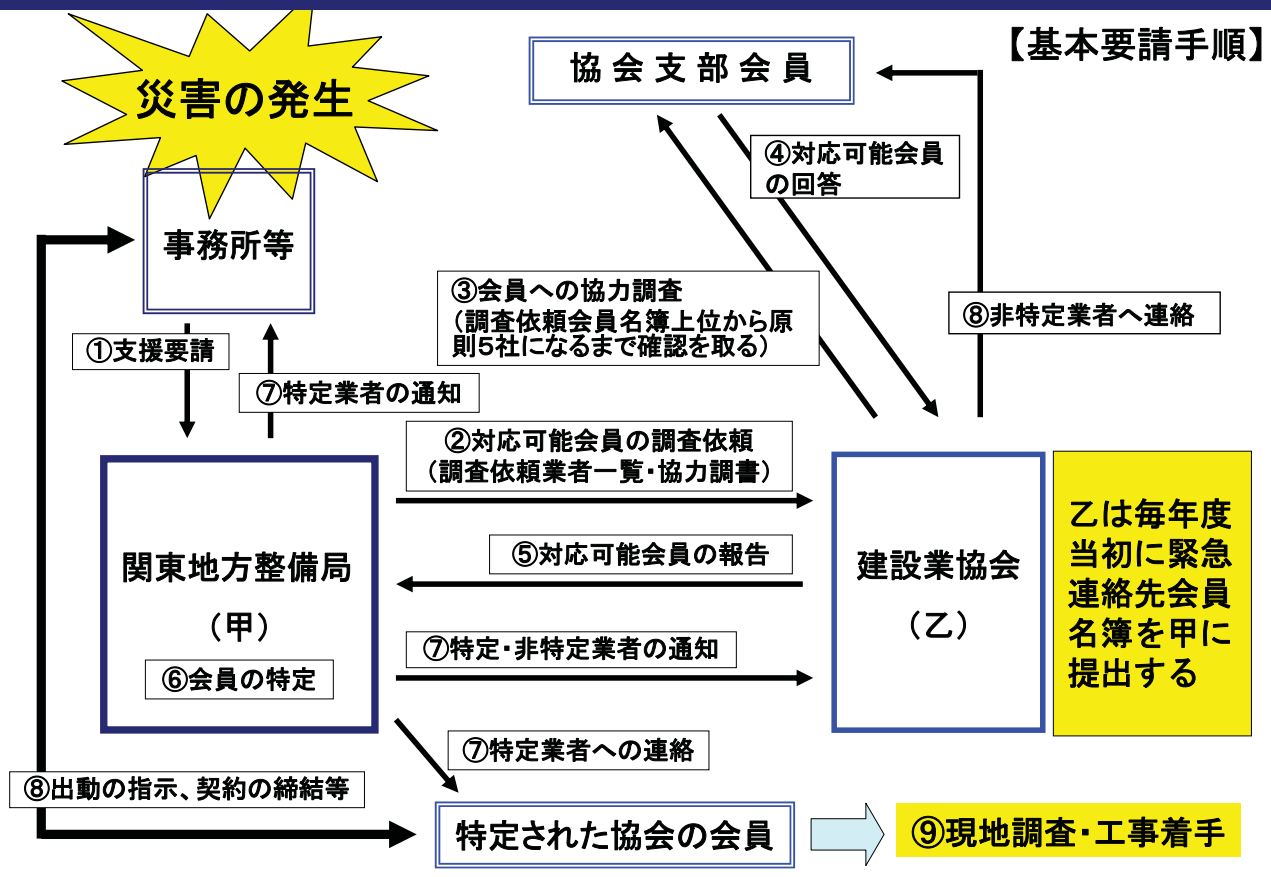 【基本要請手順】
災害の発生
協会支部会員
④対応可能会員
の回答
事務所等
③会員への協力調査
（調査依頼会員名簿上位から原
則５社になるまで確認を取る）
⑧非特定業者へ連絡
①支援要請
⑦特定業者の通知
②対応可能会員の調査依頼
（調査依頼業者一覧・協力調書）
⑤対応可能会員の報告
関東地方整備局
（甲）
⑥会員の特定
⑦特定・非特定業者の通知
建設業協会
（乙）
乙は毎年度
当初に緊急
連絡先会員
名簿を甲に
提出する
⑦特定業者への連絡
⑧出動の指示、契約の締結等
特定された協会の会員
⑨現地調査・工事着手